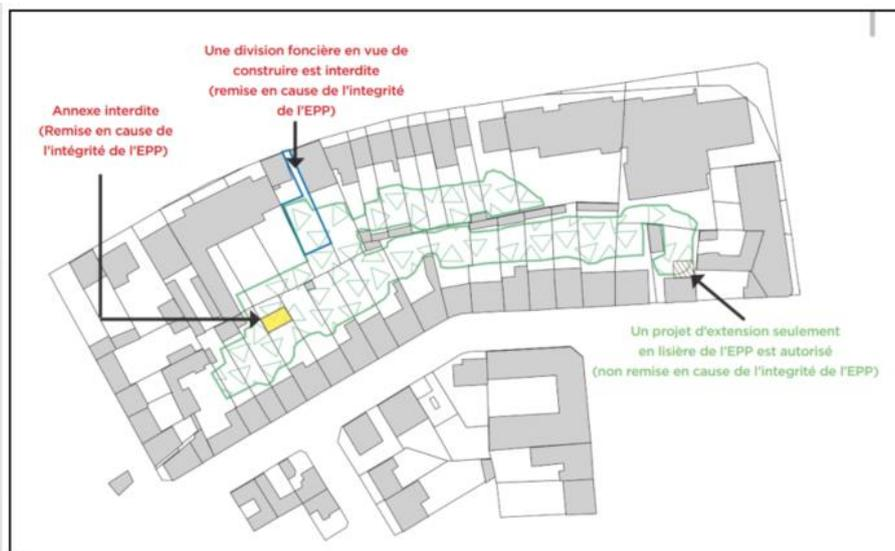 Une division foncière en vue de
construire est interdite
(remise en cause de l'integrité
de l'EPP)
Annexe interdite
(Remise en cause de
l'intégrité de l'EPP)
Un projet d'extension seulement
en lisière de l'EPP est autorisé
(non remise en cause de l'integrité de l'EPP)